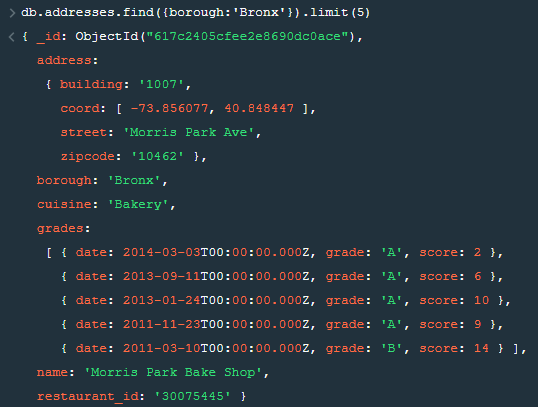 > db.addresses.find({borough:'Bronx'}).limit(5)
< { _id: ObjectId("617c2405cfee2e8690dc0ace"),
address:
{ building: '1007',
coord: [ -73.856077, 40.848447 ],
street: 'Morris Park Ave',
zipcode: '10462' },
borough: 'Bronx',
cuisine: 'Bakery',
grades:
[ { date: 2014-03-03T00:00:00.000Z, grade: 'A', score: 2 },
{ date: 2013-09-11T00:00:00.000Z, grade: 'A', score: 6 },
{ date: 2013-01-24T00:00:00.000Z, grade: 'A', score: 10 },
{ date: 2011-11-23T00:00:00.000Z, grade: 'A', score: 9 },
{ date: 2011-03-10T00:00:00.000Z, grade: 'B', score: 14 } ],
name: 'Morris Park Bake Shop',
restaurant_id: '30075445' }